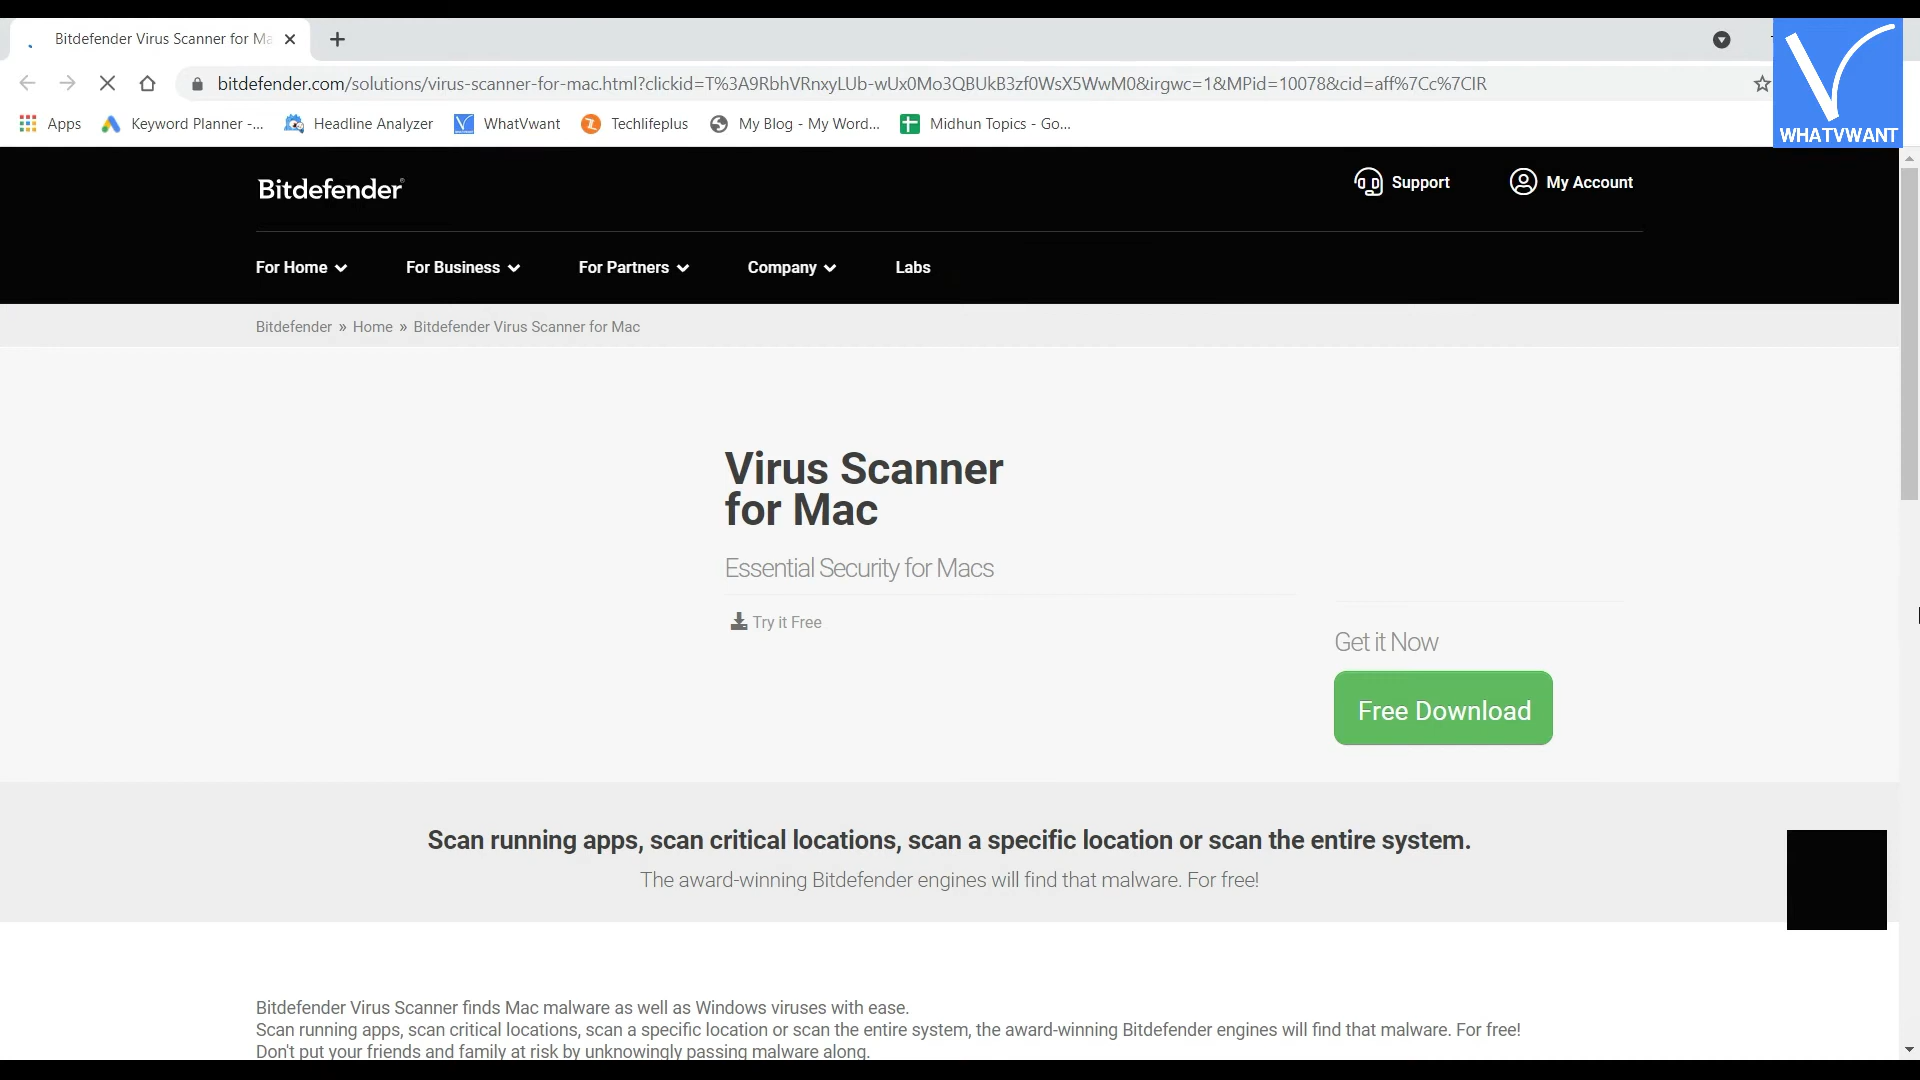 Bitdefender Virus Scanner for Ma
bitdefender.com/solutions/virus-scanner-for-mac.html?clickid=T%3A9RbhVRnxyLUb-wUx0Mo3QBUkB3zf0WsX5WwM0&irgwc=1&MPid=10078&cid=aff%7Cc%7CIR
Apps Keyword Planner -... Headline Analyzer WhatVwant Techlifeplus My Blog - My Word... Midhun Topics - Go...
WHATVWANT
Bitdefender
Support My Account
For Home For Business For Partners Company Labs
Bitdefender » Home » Bitdefender Virus Scanner for Mac
Virus Scanner
for Mac
Essential Security for Macs
Try it Free
Get it Now
Free Download
Scan running apps, scan critical locations, scan a specific location or scan the entire system.
The award-winning Bitdefender engines will find that malware. For free!
Bitdefender Virus Scanner finds Mac malware as well as Windows viruses with ease.
Scan running apps, scan critical locations, scan a specific location or scan the entire system, the award-winning Bitdefender engines will find that malware. For free!
Don't put your friends and family at risk by unknowingly passing malware along.